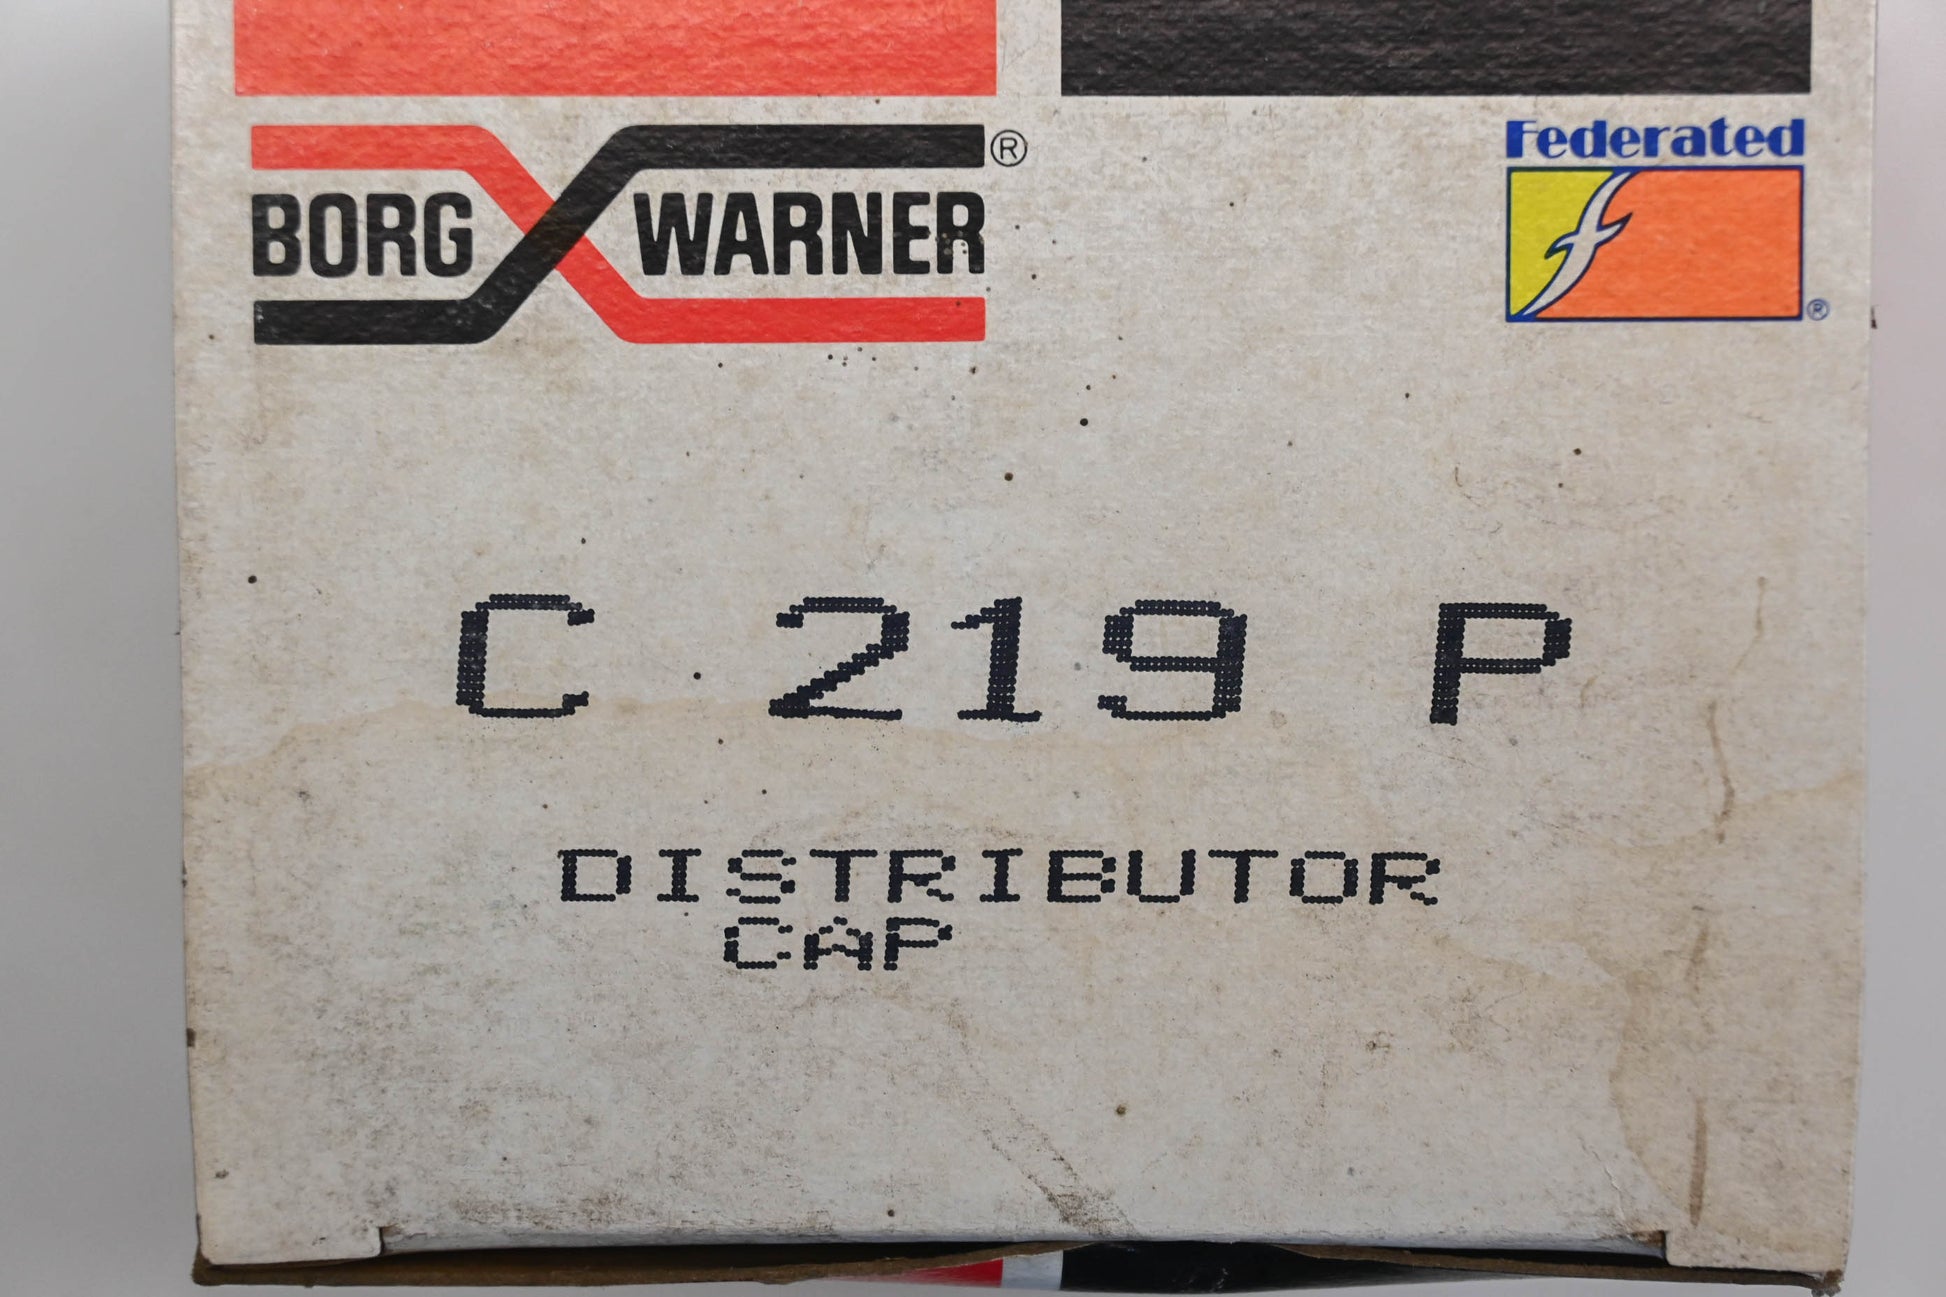 BORG WARNER ®
Federated
®
C 219 P
DISTRIBUTOR
CAP